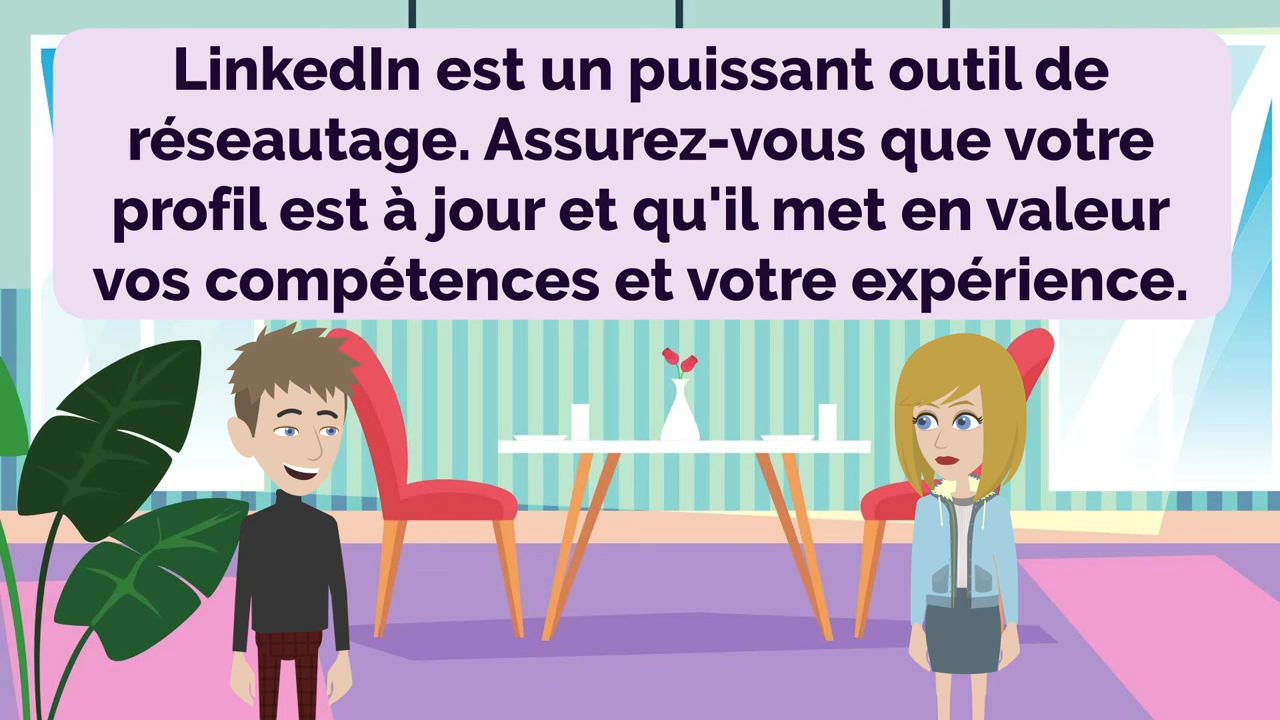 LinkedIn est un puissant outil de
réseautage. Assurez-vous que votre
profil est à jour et qu'il met en valeur
vos compétences et votre expérience.